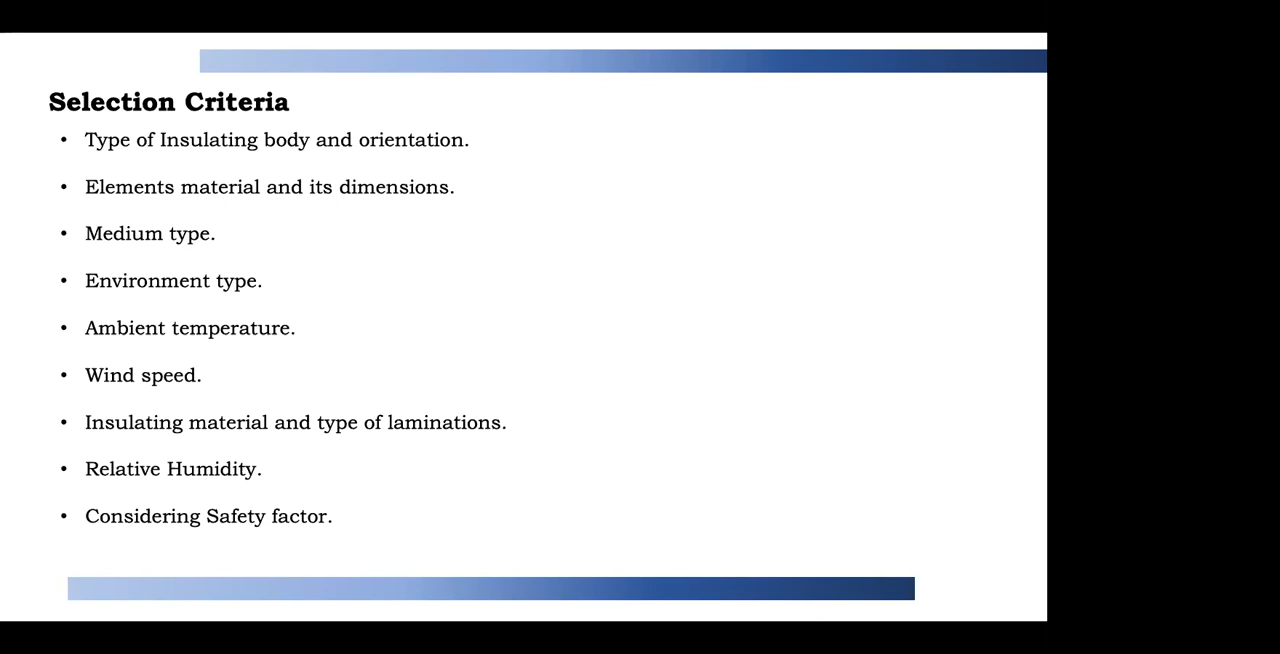 Selection Criteria
• Type of Insulating body and orientation.
• Elements material and its dimensions.
• Medium type.
• Environment type.
• Ambient temperature.
• Wind speed.
• Insulating material and type of laminations.
• Relative Humidity.
• Considering Safety factor.